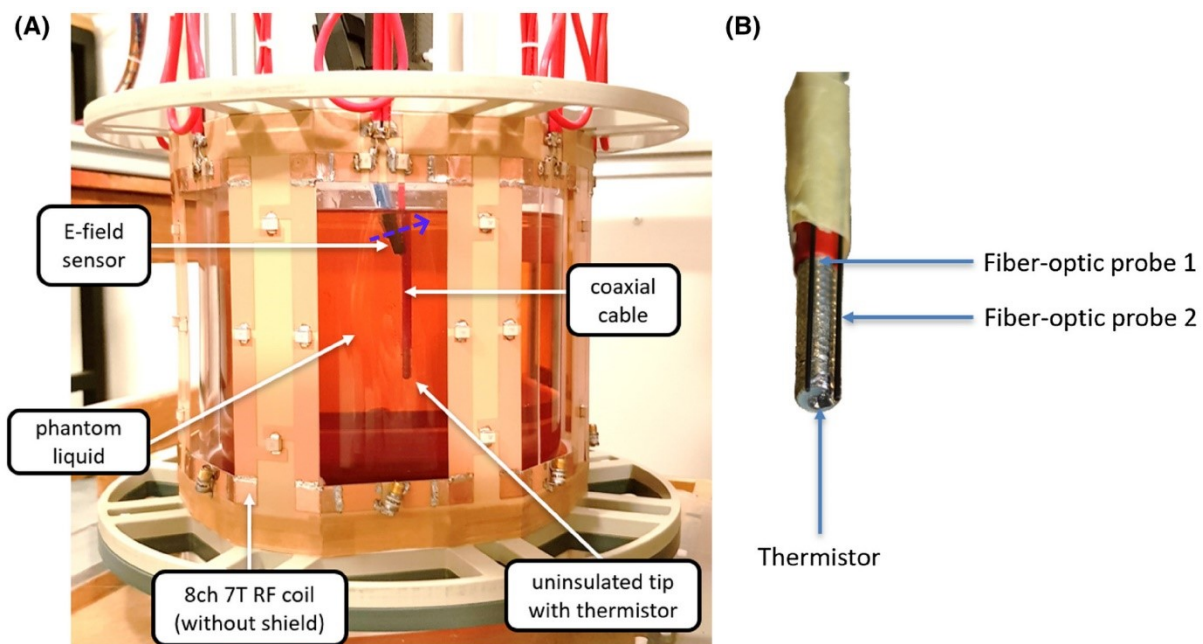 (A)
E-field
sensor
coaxial
cable
phantom
liquid
8ch 7T RF coil
(without shield)
uninsulated tip
with thermistor
(B)
Fiber-optic probe 1
Fiber-optic probe 2
Thermistor